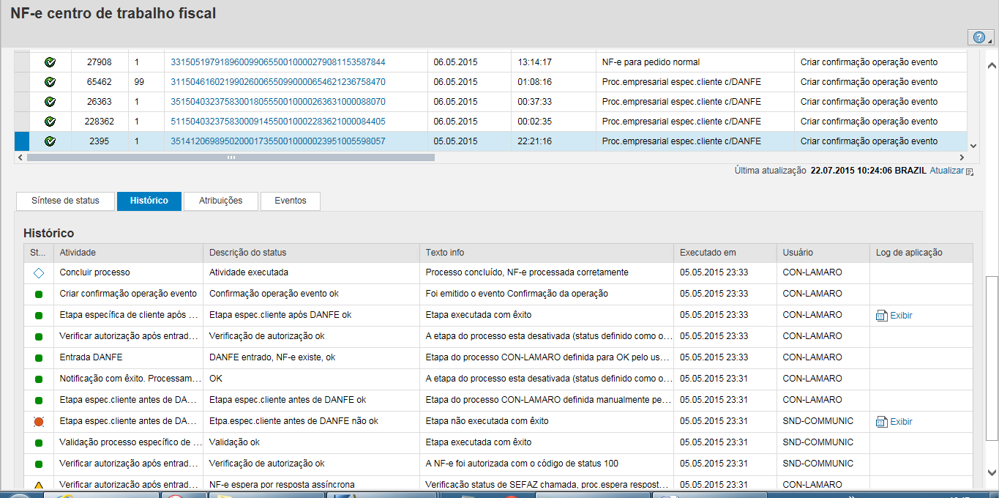 NF-e centro de trabalho fiscal
27908 1 33150519791896009906550010000279081153587844 06.05.2015 13:14:17 NF-e para pedido normal Criar confirmação operação evento
65462 99 31150461602199026006550990000654621236758470 06.05.2015 01:08:16 Proc.empresarial espec.cliente c/DANFE Criar confirmação operação evento
26363 1 35150403237583001805550010000263631000088070 06.05.2015 00:37:33 Proc.empresarial espec.cliente c/DANFE Criar confirmação operação evento
228362 1 51150403237583000914550010002283621000084405 06.05.2015 00:02:35 Proc.empresarial espec.cliente c/DANFE Criar confirmação operação evento
2395 1 35141206989502000173550010000023951005598057 05.05.2015 22:21:16 Proc.empresarial espec.cliente c/DANFE Criar confirmação operação evento
Última atualização 22.07.2015 10:24:06 BRAZIL Atualizar
Síntese de status Histórico Atribuições Eventos
Histórico
St... Atividade Descrição do status Texto info Executado em Usuário Log de aplicação
Concluir processo Atividade executada Processo concluído, NF-e processada corretamente 05.05.2015 23:33 CON-LAMARO
Criar confirmação operação evento Confirmação operação evento ok Foi emitido o evento Confirmação da operação 05.05.2015 23:33 CON-LAMARO
Etapa específica de cliente após ... Etapa espec.cliente após DANFE ok Etapa executada com êxito 05.05.2015 23:33 CON-LAMARO Exibir
Verificar autorização após entrad... Verificação de autorização ok A etapa do processo esta desativada (status definido como o... 05.05.2015 23:33 CON-LAMARO
Entrada DANFE DANFE entrado, NF-e existe, ok Etapa do processo CON-LAMARO definida para OK pelo us... 05.05.2015 23:33 CON-LAMARO
Notificação com êxito. Processam... OK A etapa do processo esta desativada (status definido como o... 05.05.2015 23:31 CON-LAMARO
Etapa espec.cliente antes de DA... Etapa espec.cliente antes de DANFE ok Etapa do processo CON-LAMARO definida manualmente pe... 05.05.2015 23:31 CON-LAMARO
Etapa espec.cliente antes de DA... Etpa.espec.cliente antes de DANFE não ok Etapa não executada com êxito 05.05.2015 23:31 SND-COMMUNIC Exibir
Validação processo específico de ... Validação ok Etapa executada com êxito 05.05.2015 23:31 SND-COMMUNIC
Verificar autorização após entrad... Verificação de autorização ok A NF-e foi autorizada com o código de status 100 05.05.2015 23:31 SND-COMMUNIC
Verificar autorização após entrad... NF-e espera por resposta assíncrona Verificação status de SEFAZ chamada, proc.espera respost... 05.05.2015 23:31 CON-LAMARO